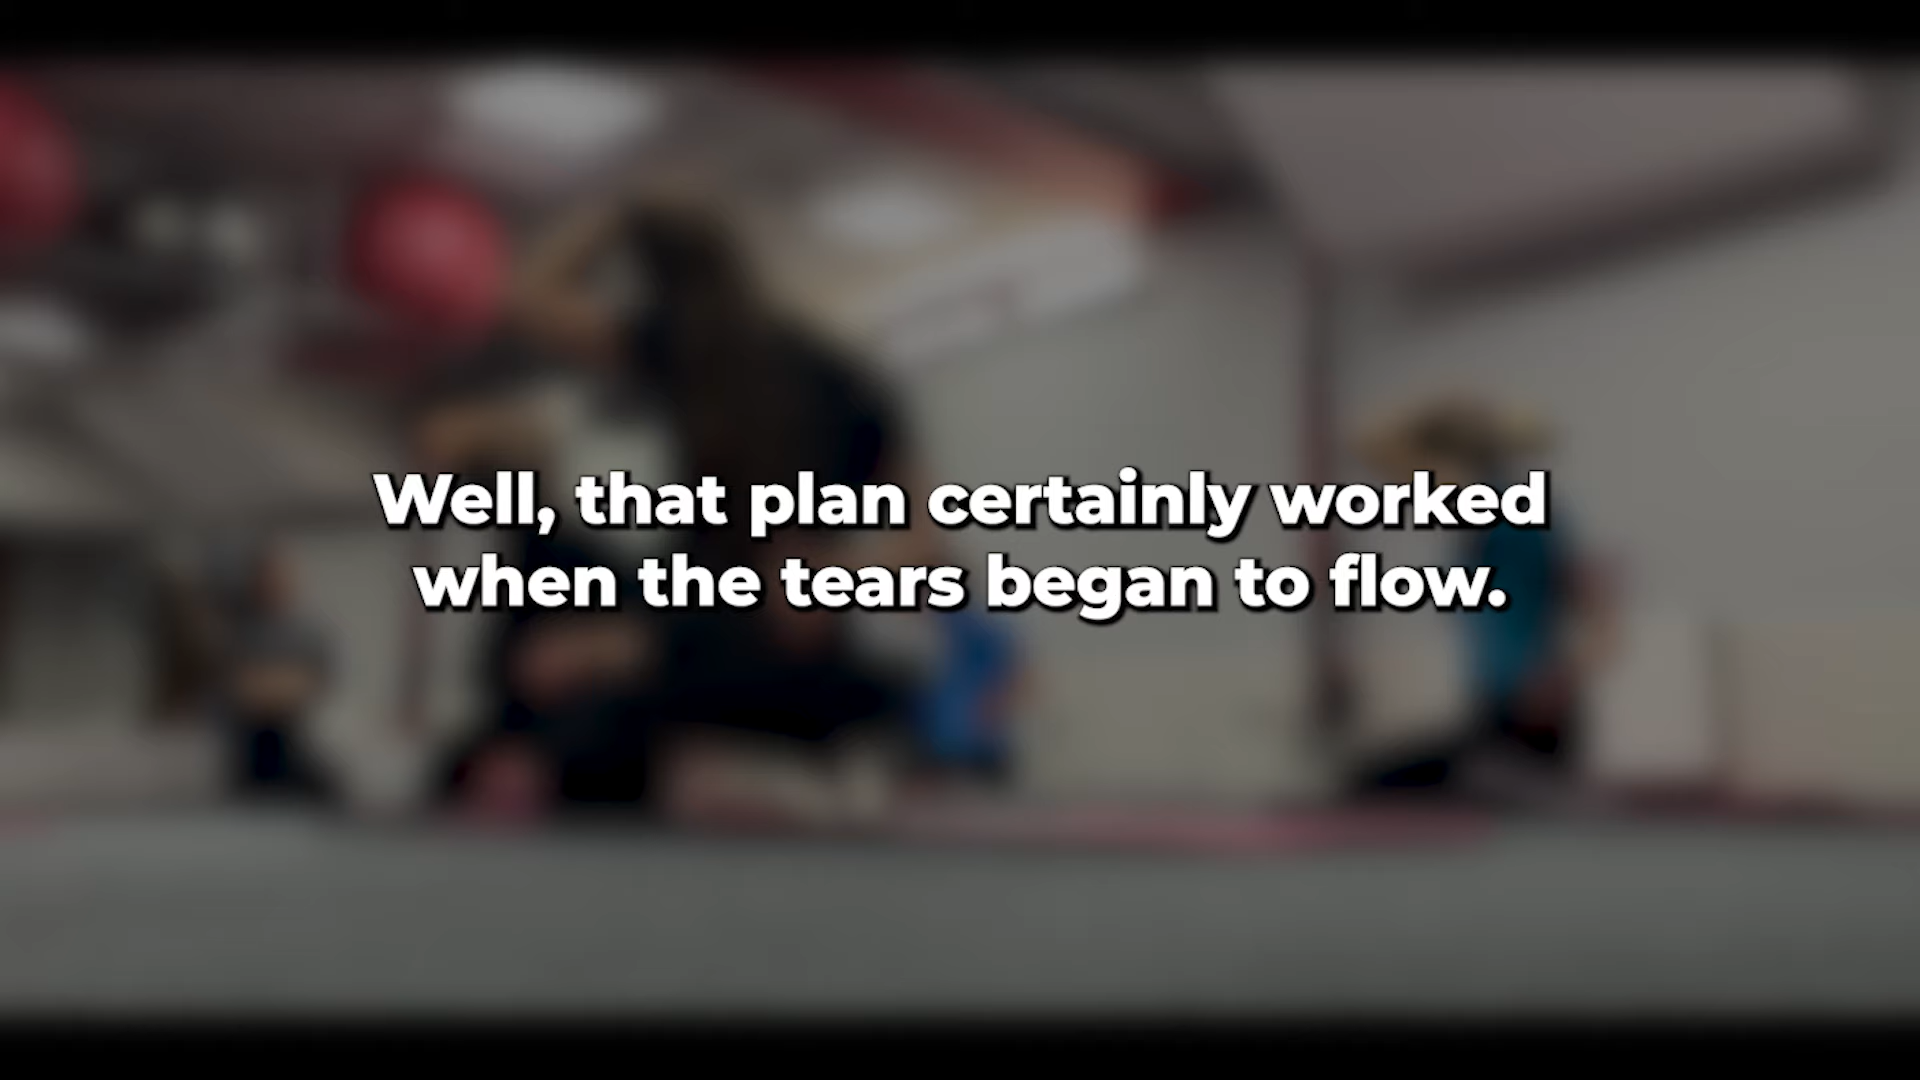 Well, that plan certainly worked
when the tears began to flow.